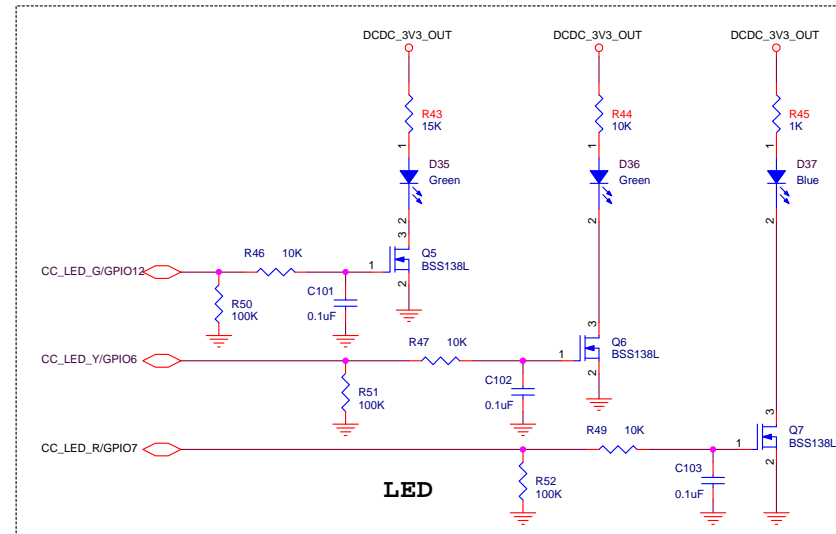 DCDC_3V3_OUT
DCDC_3V3_OUT
DCDC_3V3_OUT
R43
15K
R44
10K
R45
1K
1
1
1
D35
Green
D36
Green
D37
Blue
2
2
2
3
Q5
BSS138L
1
2
R46 10K
CC_LED_G/GPIO12
C101
0.1uF
R50
100K
3
Q6
BSS138L
1
2
R47 10K
CC_LED_Y/GPIO6
C102
0.1uF
R51
100K
3
Q7
BSS138L
1
2
R49 10K
CC_LED_R/GPIO7
C103
0.1uF
R52
100K
LED